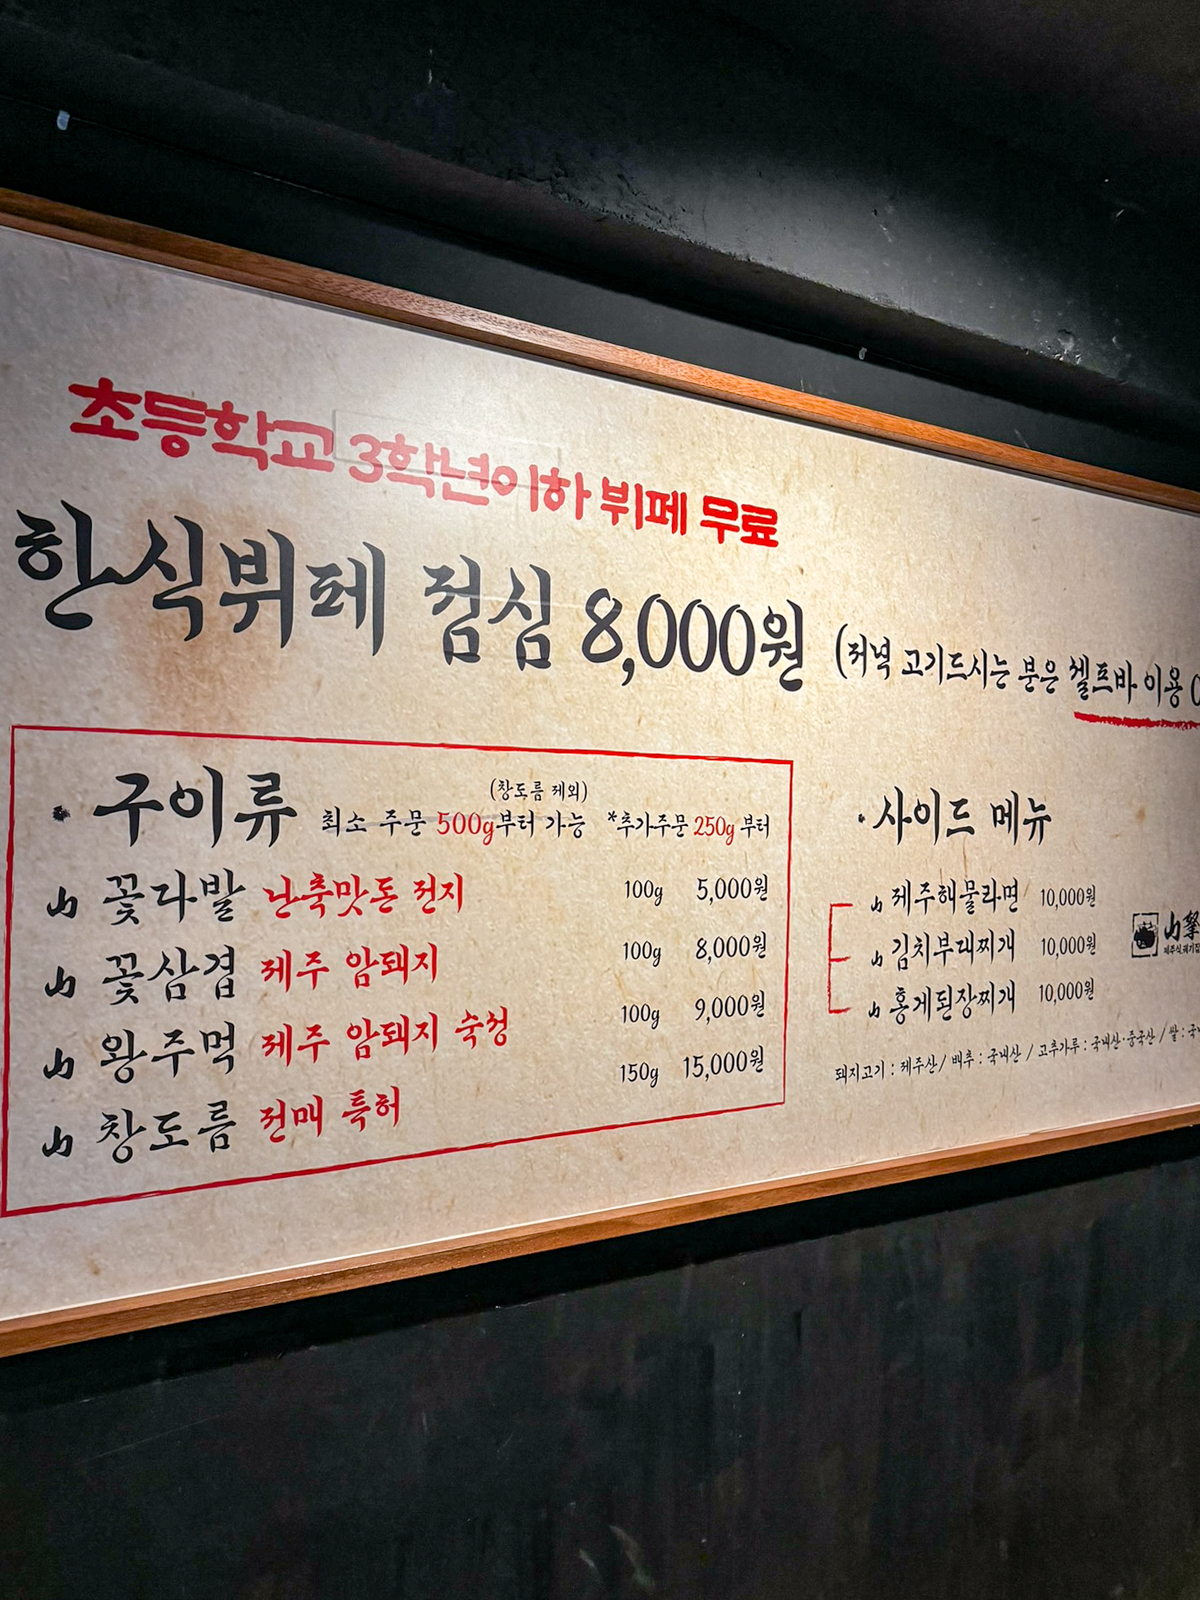 초등학교 3학년이하 뷔페 무료
한식뷔페 점심 8,000원 (저녁 고기드시는 분은 셀프바 이용
· 구이류 최소 주문 500g부터 가능 (창도름 제외) *추가주문 250g 부터
山 꽃다발 난축맛돈 전지 100g 5,000원
山 꽃삼겹 제주 암돼지 100g 8,000원
山 왕주먹 제주 암돼지 숙성 100g 9,000원
山 창도름 전매 특허 150g 15,000원
· 사이드 메뉴
山 제주해물라면 10,000원
山 김치부대찌개 10,000원
山 홍게된장찌개 10,000원
돼지고기 : 제주산 / 배추 : 국내산 / 고추가루 : 국내산·중국산 / 쌀 :